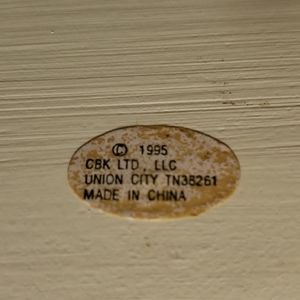 © 1995
CBK LTD., LLC
UNION CITY TN38261
MADE IN CHINA